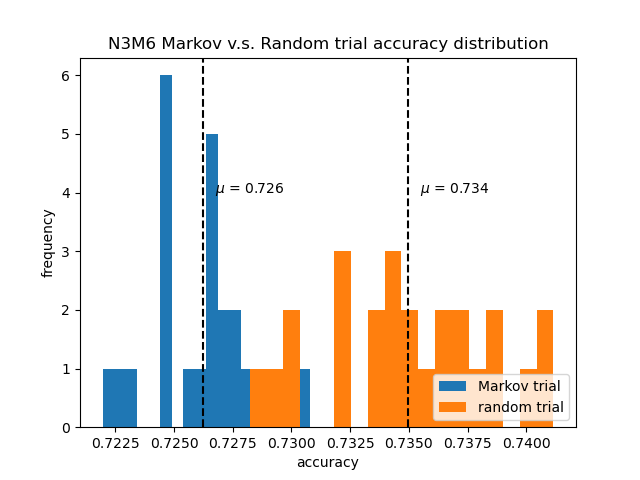 N3M6 Markov v.s. Random trial accuracy distribution
6
5
4
3
2
1
0
frequency
μ = 0.726
μ = 0.734
Markov trial
random trial
0.7225 0.7250 0.7275 0.7300 0.7325 0.7350 0.7375 0.7400
accuracy